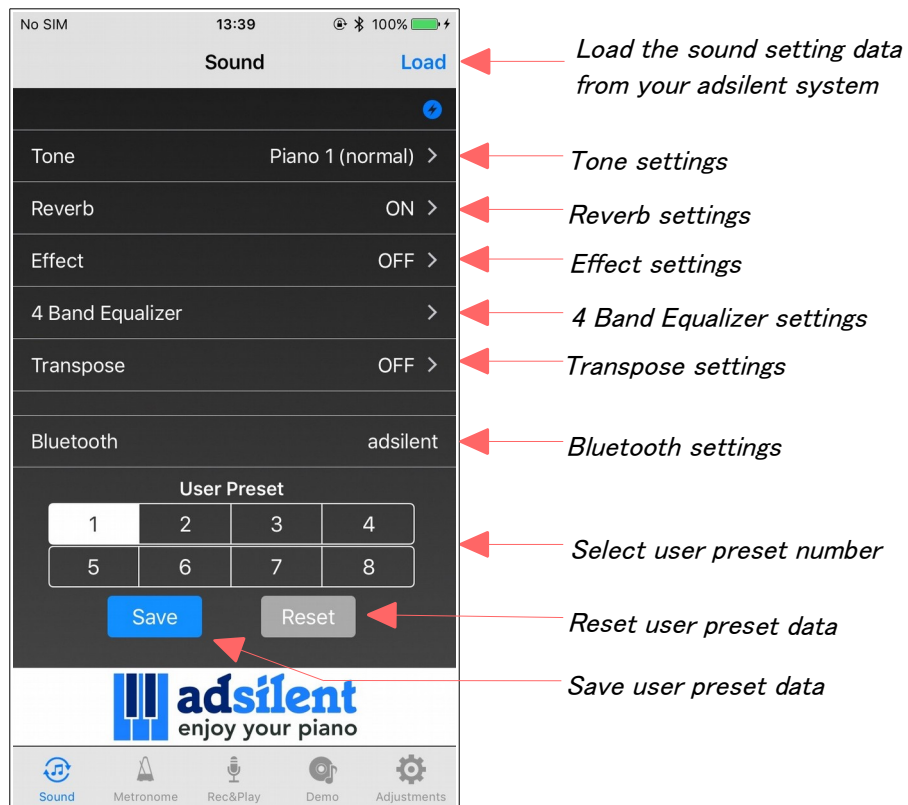 No SIM 13:39 100%
Sound Load
Load the sound setting data
from your adsilent system
Tone Piano 1 (normal) >
Tone settings
Reverb ON >
Reverb settings
Effect OFF >
Effect settings
4 Band Equalizer >
4 Band Equalizer settings
Transpose OFF >
Transpose settings
Bluetooth adsilent
Bluetooth settings
User Preset
1 2 3 4
5 6 7 8
Select user preset number
Save Reset
Reset user preset data
Save user preset data
adsilent
enjoy your piano
Sound Metronome Rec&Play Demo Adjustments